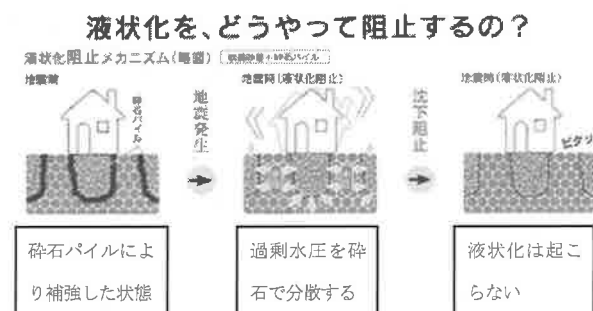 液状化を、どうやって阻止するの？
液状化阻止メカニズム(略図)
地震時
砕石パイル
地震発生
地震時(液状化阻止)
沈下阻止
地震時(液状化阻止)
ピタッ
砕石パイルによ
り補強した状態
過剰水圧を砕
石で分散する
液状化は起こ
らない